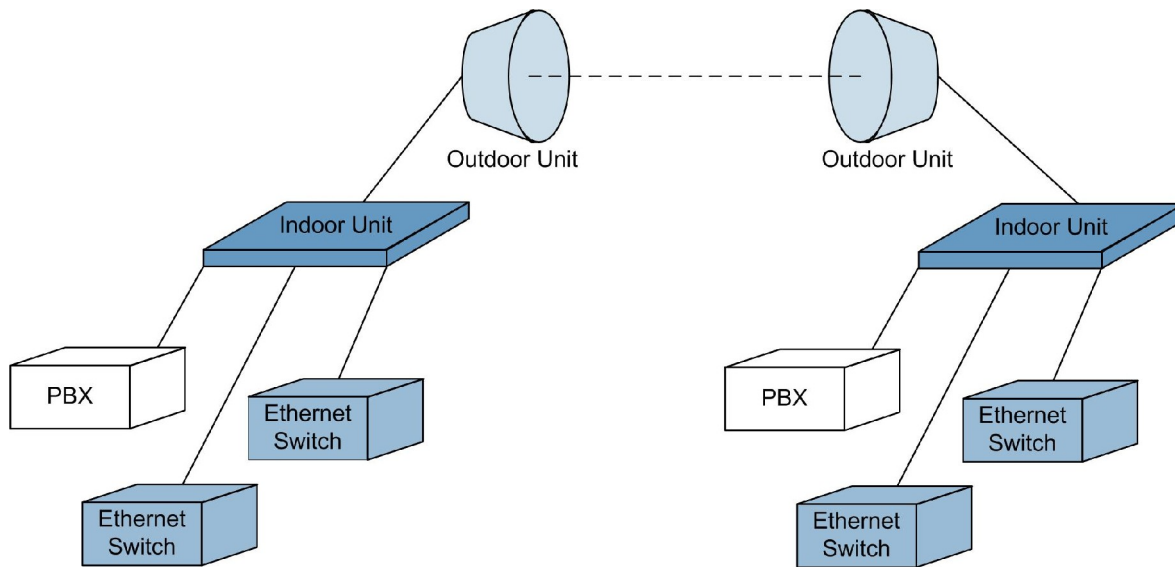 Outdoor Unit
Outdoor Unit
Indoor Unit
Indoor Unit
PBX
Ethernet
Switch
PBX
Ethernet
Switch
Ethernet
Switch
Ethernet
Switch